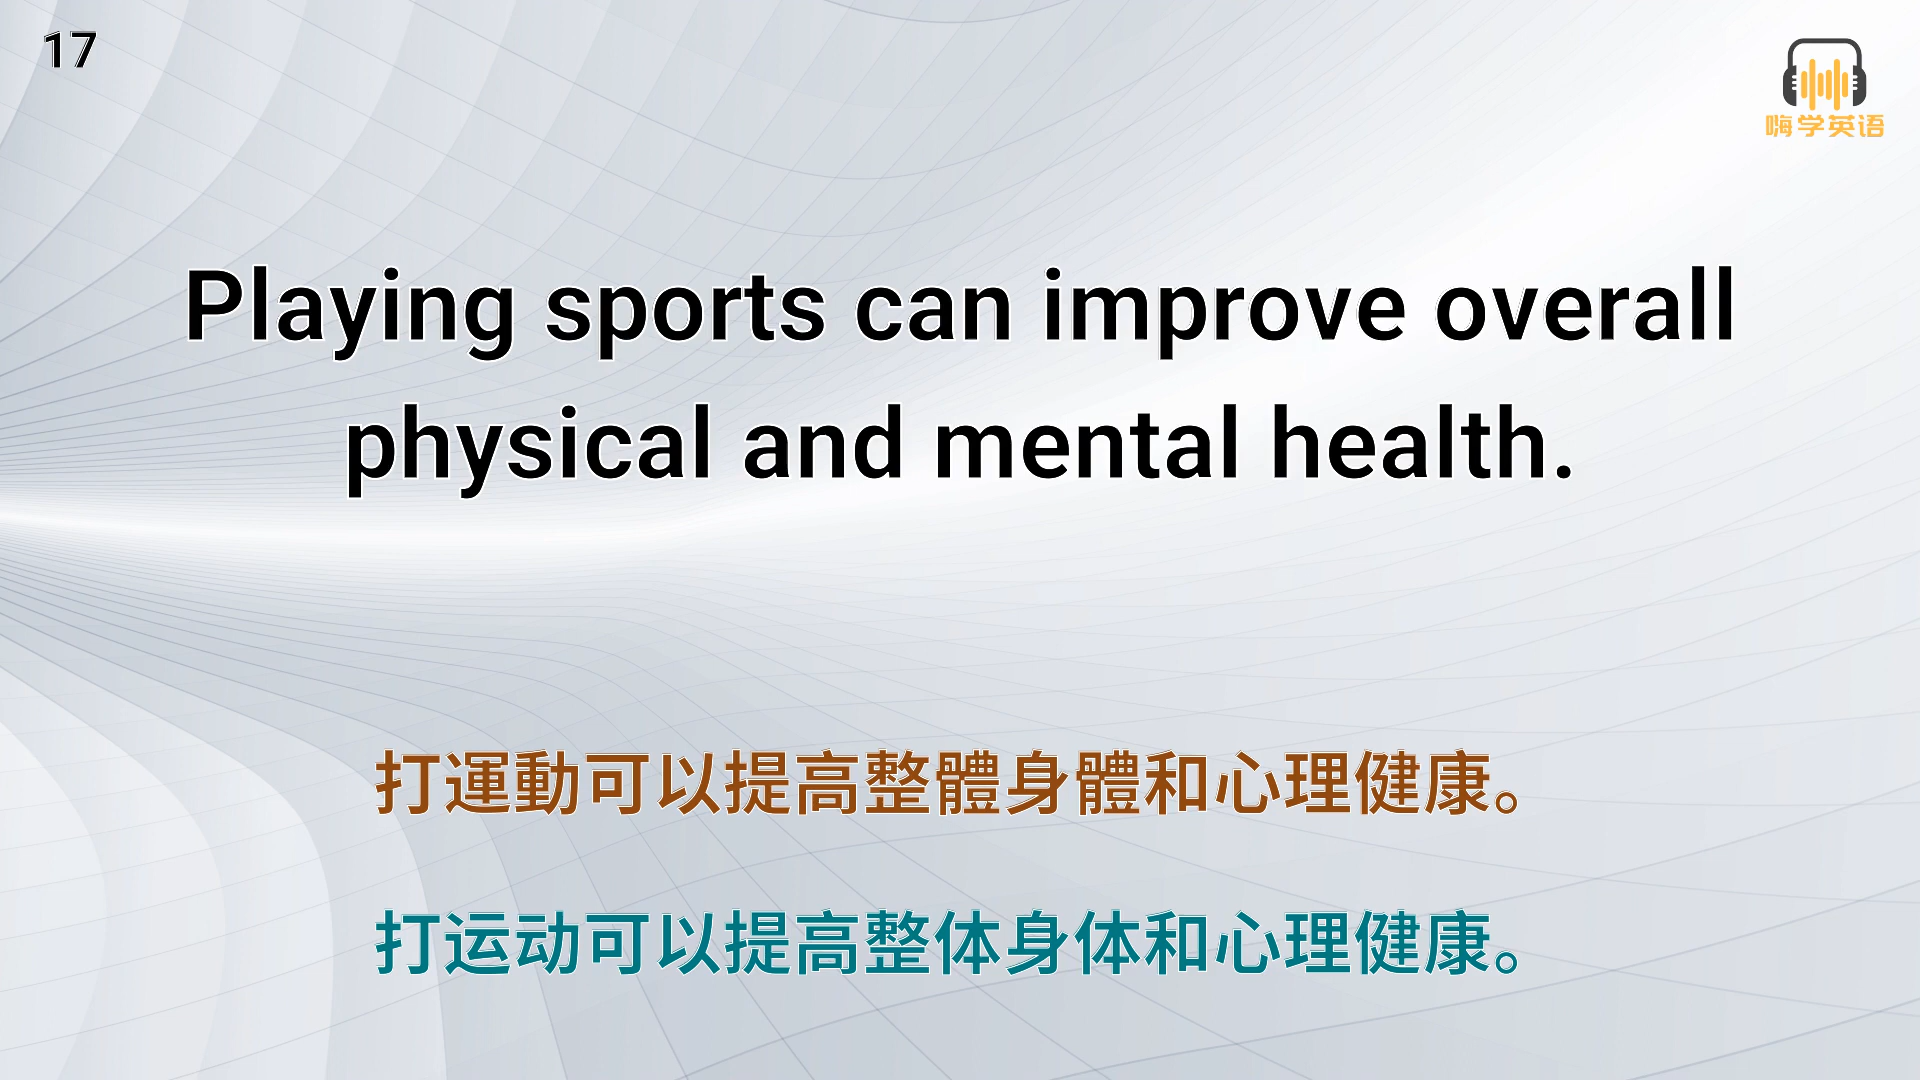 17
嗨学英语
Playing sports can improve overall
physical and mental health.
打運動可以提高整體身體和心理健康。
打运动可以提高整体身体和心理健康。